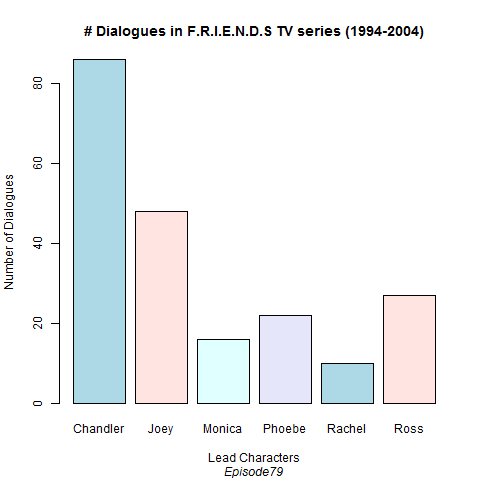 # Dialogues in F.R.I.E.N.D.S TV series (1994-2004)
Number of Dialogues
80
60
40
20
0
Chandler Joey Monica Phoebe Rachel Ross
Lead Characters
Episode79